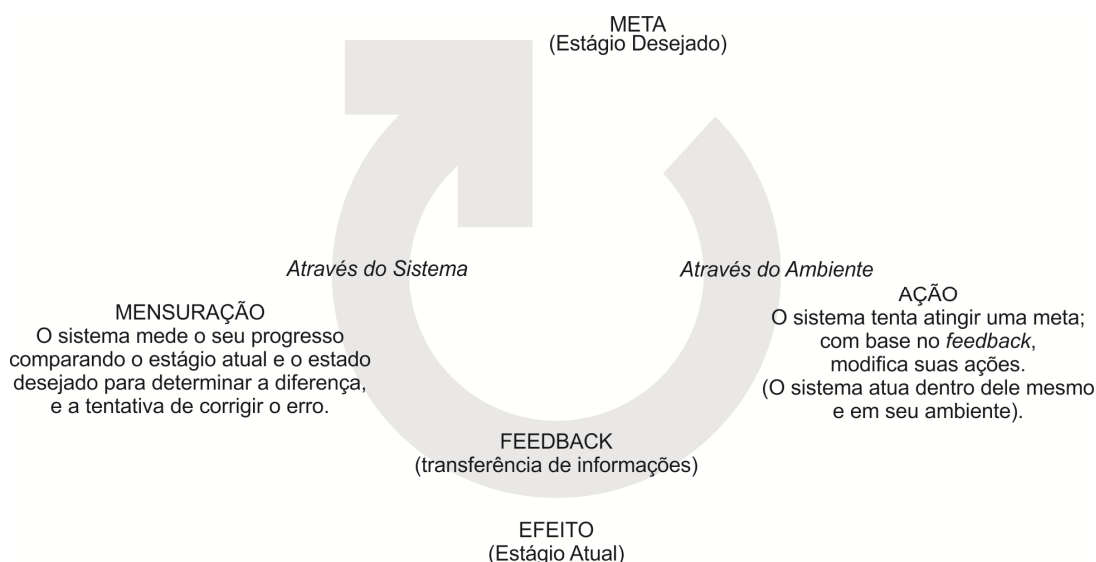 META
(Estágio Desejado)
Através do Sistema
Através do Ambiente
MENSURAÇÃO
O sistema mede o seu progresso
comparando o estágio atual e o estado
desejado para determinar a diferença,
e a tentativa de corrigir o erro.
AÇÃO
O sistema tenta atingir uma meta;
com base no feedback,
modifica suas ações.
(O sistema atua dentro dele mesmo
e em seu ambiente).
FEEDBACK
(transferência de informações)
EFEITO
(Estágio Atual)